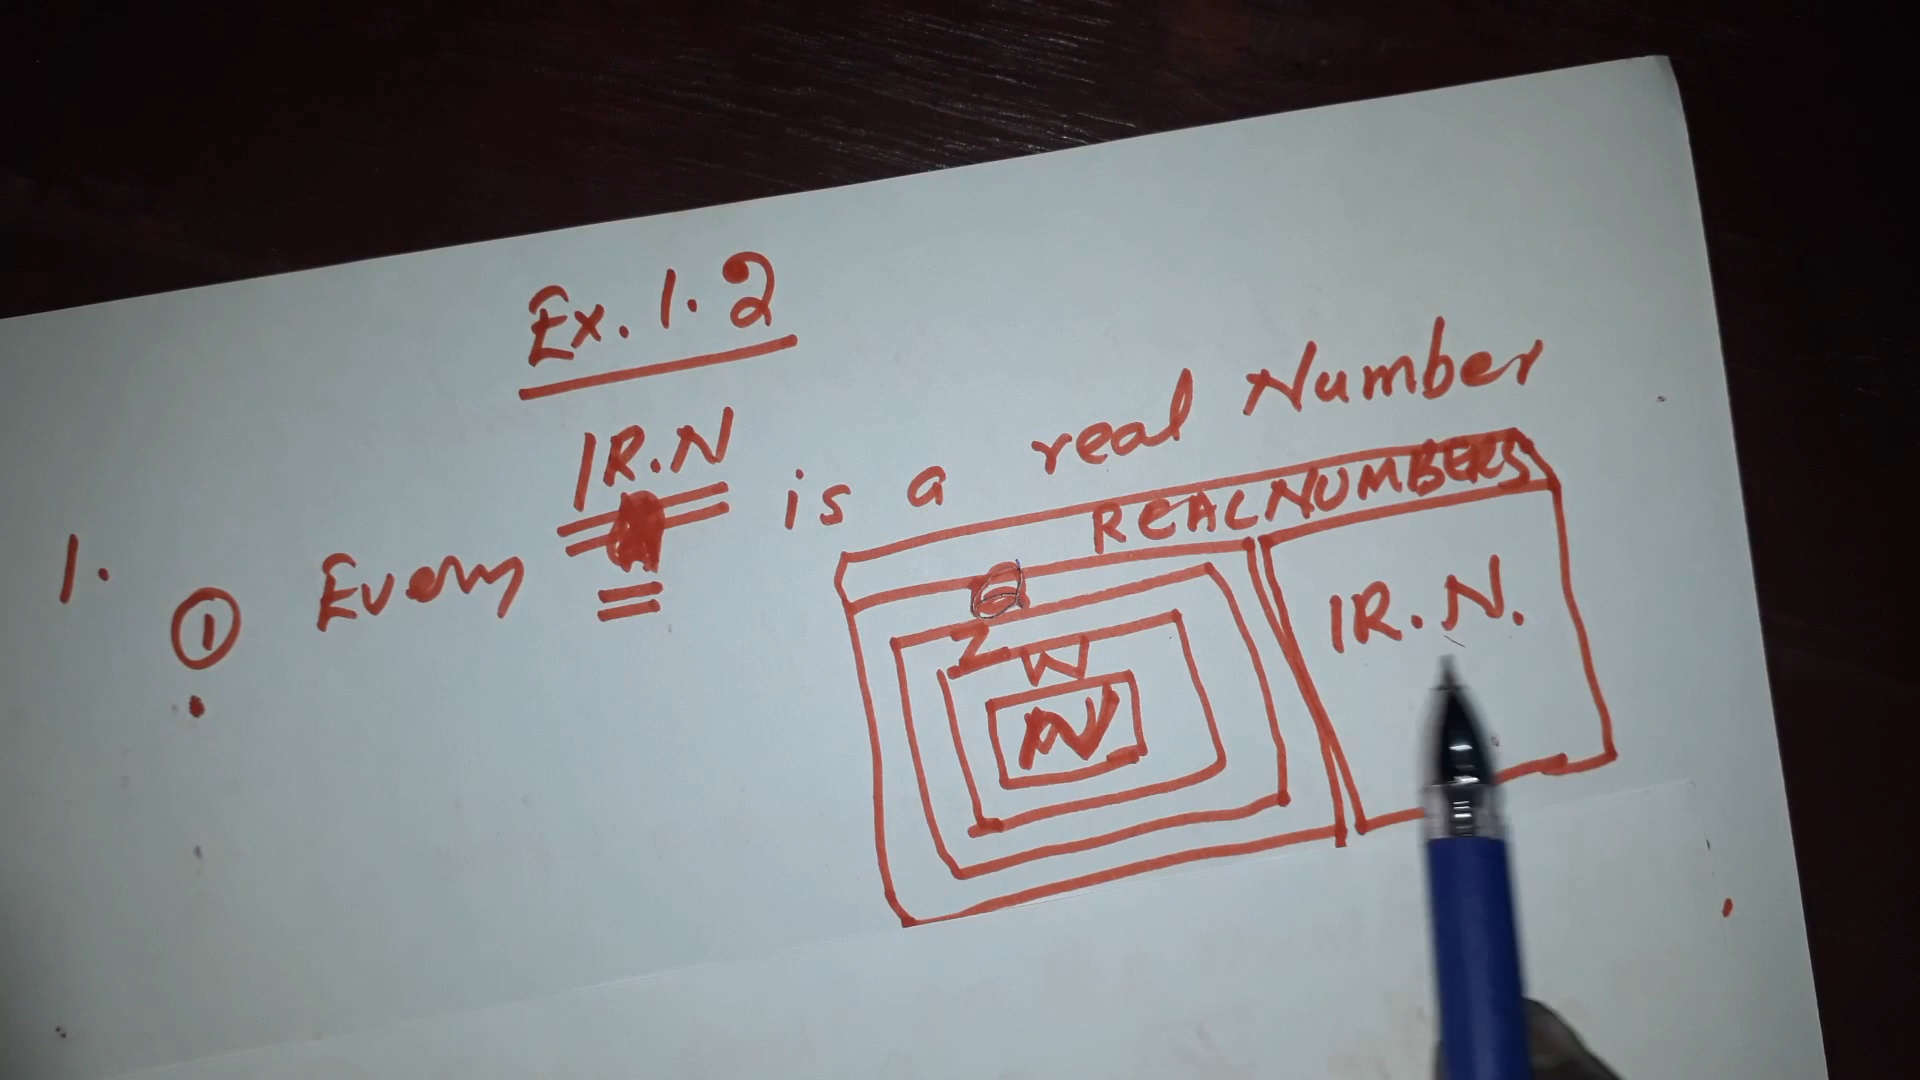 Ex. 1.2
1. ① Every IR.N is a real Number
REAL NUMBERS
Q
Z
W
N
IR.N.